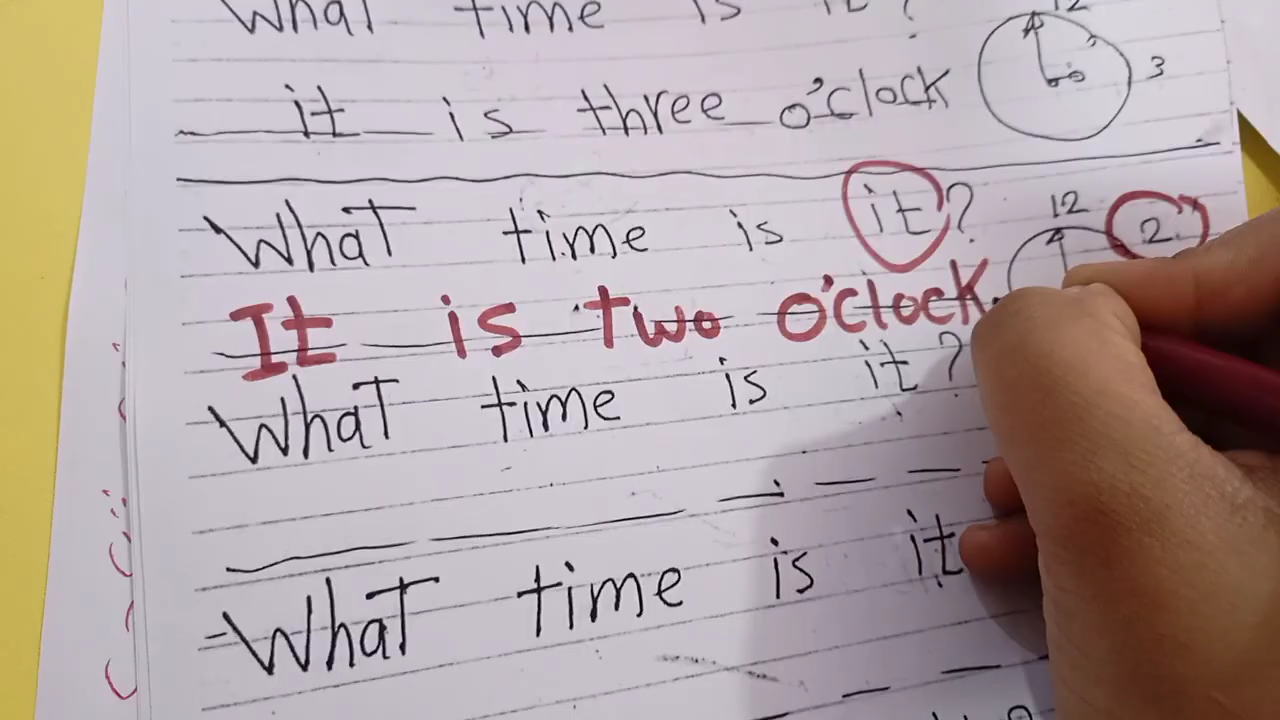 What time is it?
12
it is three o'clock
3
What time is it?
12
2
It is two o'clock.
What time is it?
What time is it